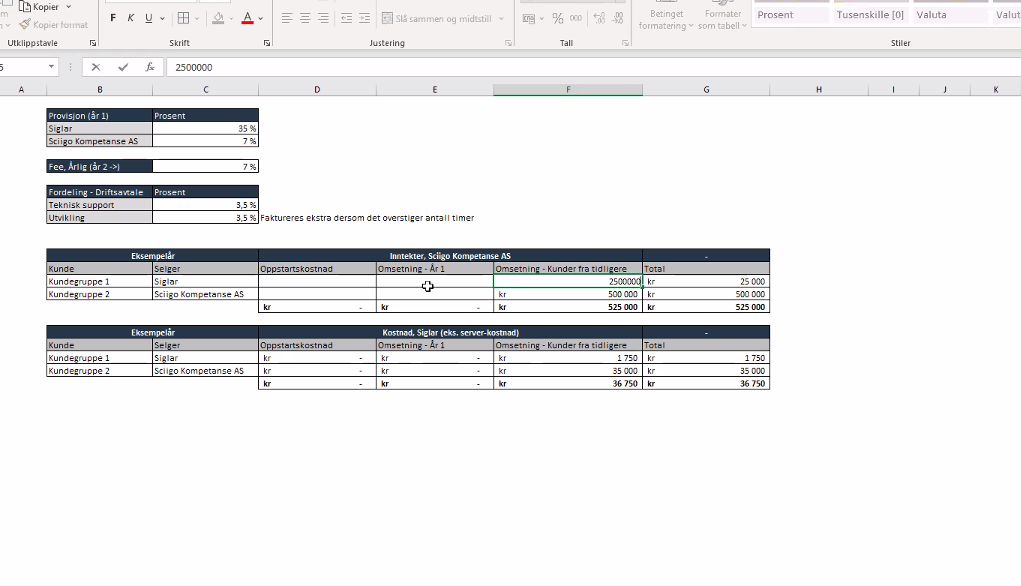 Kopier
Kopier format
Utklippstavle
F K U A
Skrift
Slå sammen og midtstill
Justering
% 000
Tall
Betinget formatering
Formater som tabell
Prosent Tusenskille [0] Valuta Valut
Stiler
5 fx 2500000
A B C D E F G H I J K
Provisjon (år 1) Prosent
Siglar 35 %
Sciigo Kompetanse AS 7 %
Fee, Årlig (år 2 ->) 7 %
Fordeling - Driftsavtale Prosent
Teknisk support 3,5 %
Utvikling 3,5 % Faktureres ekstra dersom det overstiger antall timer
Eksempelår Inntekter, Sciigo Kompetanse AS -
Kunde Selger Oppstartskostnad Omsetning - År 1 Omsetning - Kunder fra tidligere Total
Kundegruppe 1 Siglar 2500000 kr 25 000
Kundegruppe 2 Sciigo Kompetanse AS kr 500 000 kr 500 000
kr - kr - kr 525 000 kr 525 000
Eksempelår Kostnad, Siglar (eks. server-kostnad) -
Kunde Selger Oppstartskostnad Omsetning - År 1 Omsetning - Kunder fra tidligere Total
Kundegruppe 1 Siglar kr - kr - kr 1 750 kr 1 750
Kundegruppe 2 Sciigo Kompetanse AS kr - kr - kr 35 000 kr 35 000
kr - kr - kr 36 750 kr 36 750